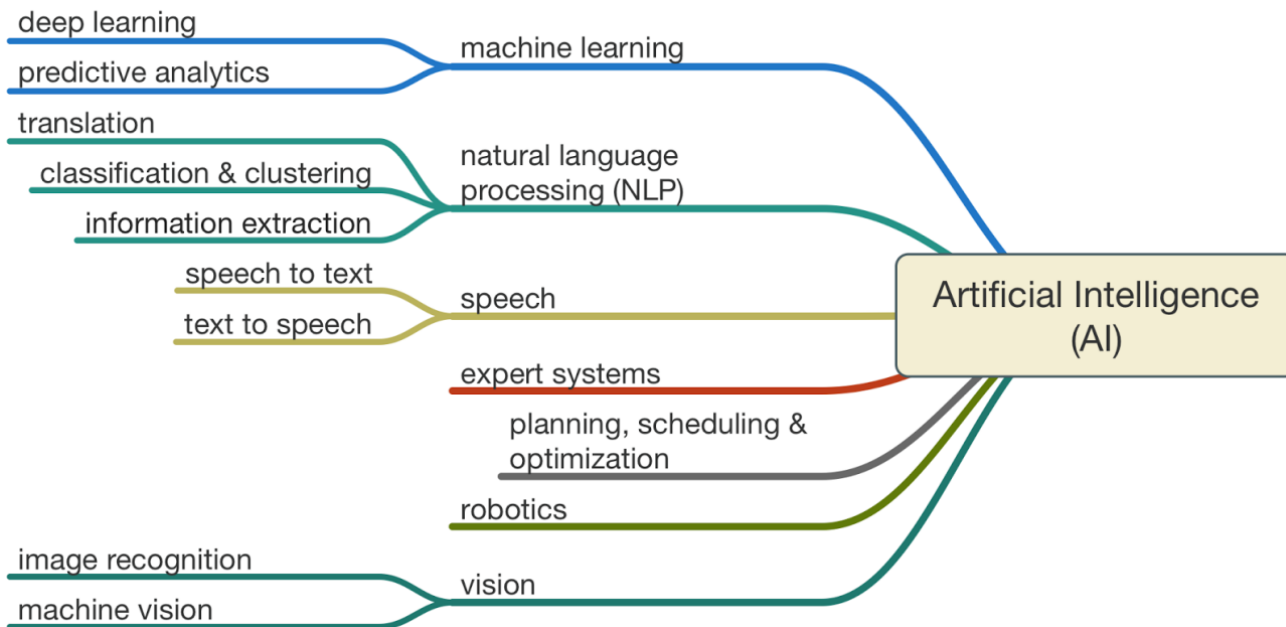 deep learning
predictive analytics
machine learning
translation
classification & clustering
information extraction
natural language
processing (NLP)
speech to text
text to speech
speech
expert systems
planning, scheduling &
optimization
robotics
image recognition
machine vision
vision
Artificial Intelligence
(AI)